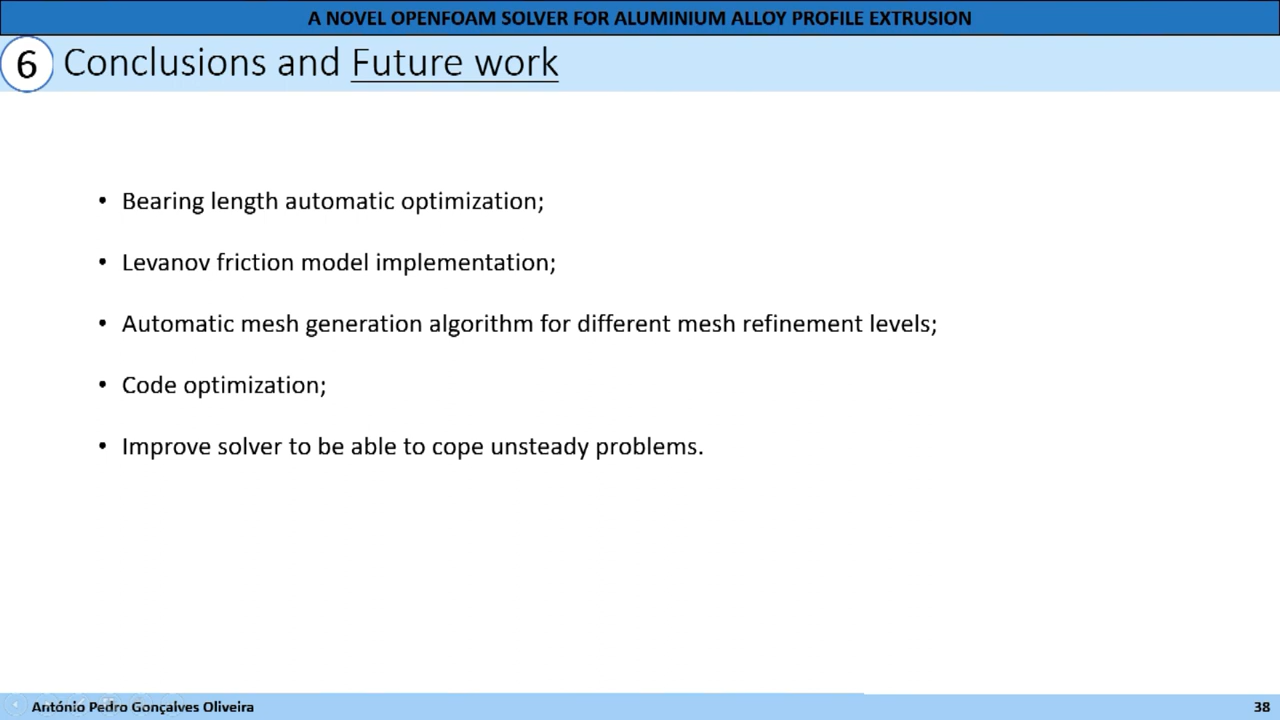 A NOVEL OPENFOAM SOLVER FOR ALUMINIUM ALLOY PROFILE EXTRUSION
6 Conclusions and Future work
• Bearing length automatic optimization;
• Levanov friction model implementation;
• Automatic mesh generation algorithm for different mesh refinement levels;
• Code optimization;
• Improve solver to be able to cope unsteady problems.
António Pedro Gonçalves Oliveira 38